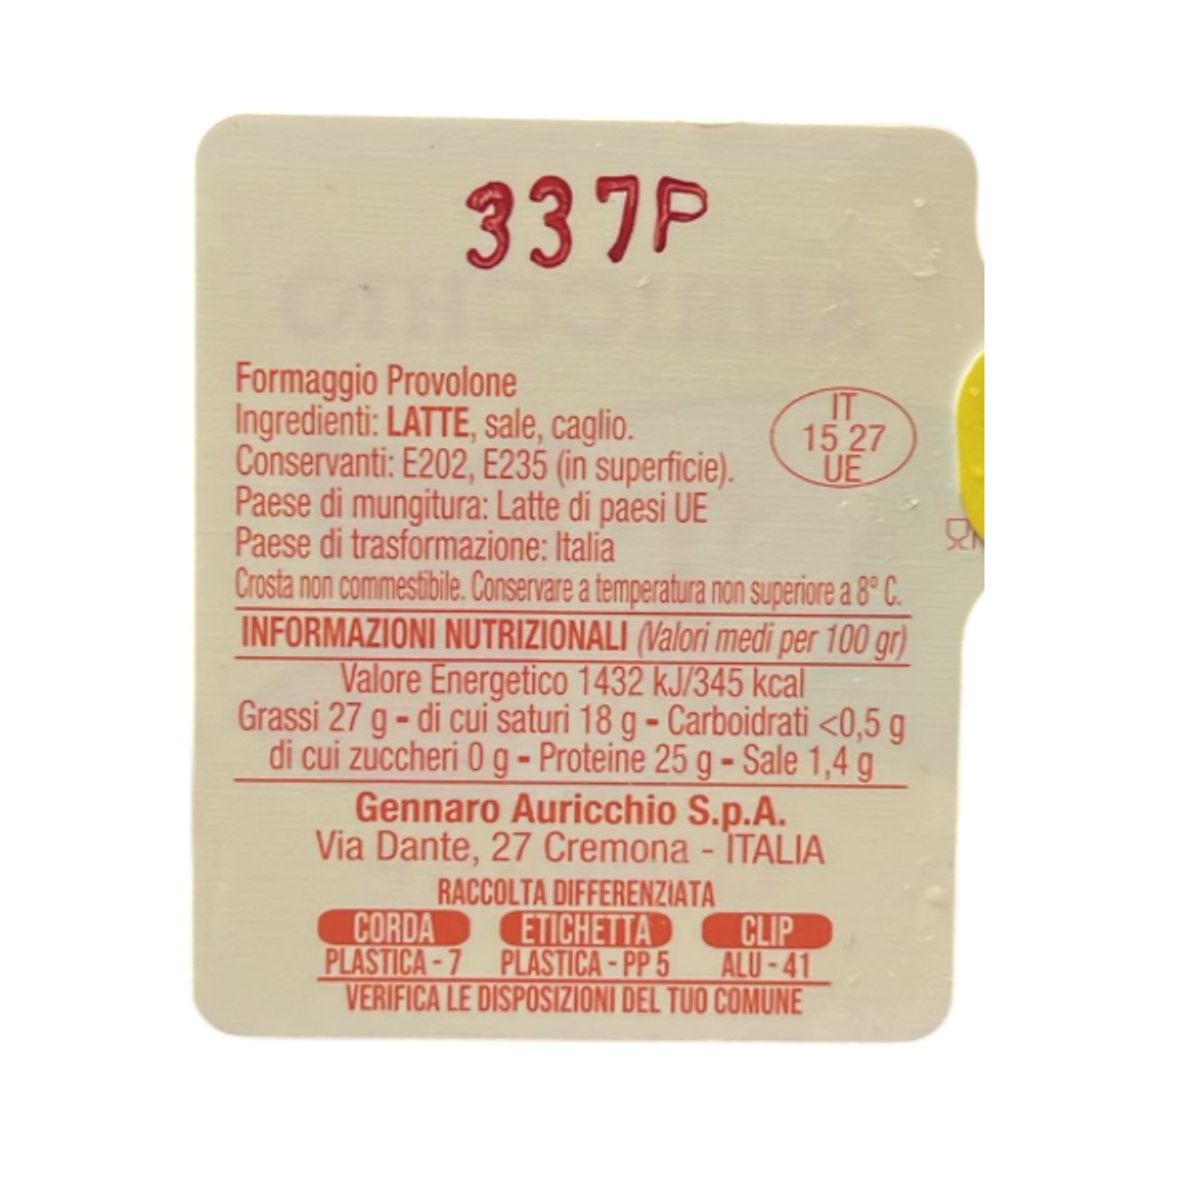 337P
Formaggio Provolone
Ingredienti: LATTE, sale, caglio.
Conservanti: E202, E235 (in superficie).
Paese di mungitura: Latte di paesi UE
Paese di trasformazione: Italia
Crosta non commestibile. Conservare a temperatura non superiore a 8° C.
IT
15 27
UE
INFORMAZIONI NUTRIZIONALI (Valori medi per 100 gr)
Valore Energetico 1432 kJ/345 kcal
Grassi 27 g - di cui saturi 18 g - Carboidrati <0,5 g
di cui zuccheri 0 g - Proteine 25 g - Sale 1,4 g
Gennaro Auricchio S.p.A.
Via Dante, 27 Cremona - ITALIA
RACCOLTA DIFFERENZIATA
CORDA ETICHETTA CLIP
PLASTICA - 7 PLASTICA - PP 5 ALU - 41
VERIFICA LE DISPOSIZIONI DEL TUO COMUNE